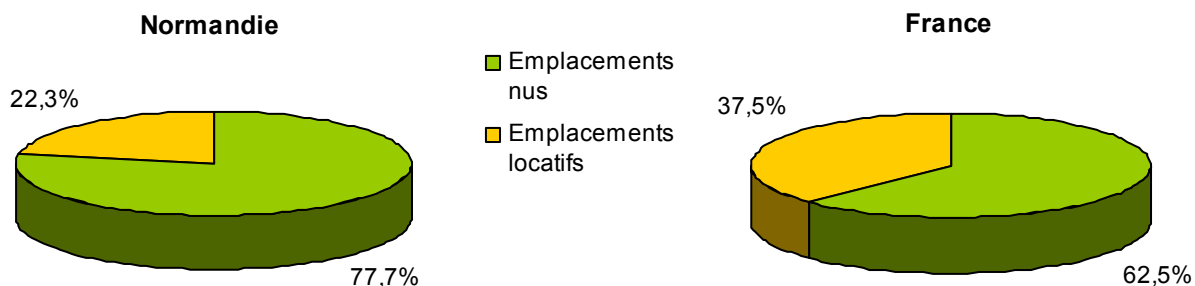 Normandie
22,3%
77,7%
Emplacements
nus
Emplacements
locatifs
France
37,5%
62,5%